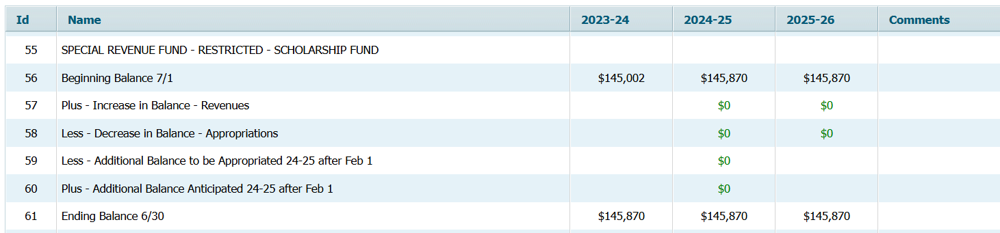 Id Name 2023-24 2024-25 2025-26 Comments
55 SPECIAL REVENUE FUND - RESTRICTED - SCHOLARSHIP FUND
56 Beginning Balance 7/1 $145,002 $145,870 $145,870
57 Plus - Increase in Balance - Revenues $0 $0
58 Less - Decrease in Balance - Appropriations $0 $0
59 Less - Additional Balance to be Appropriated 24-25 after Feb 1 $0
60 Plus - Additional Balance Anticipated 24-25 after Feb 1 $0
61 Ending Balance 6/30 $145,870 $145,870 $145,870